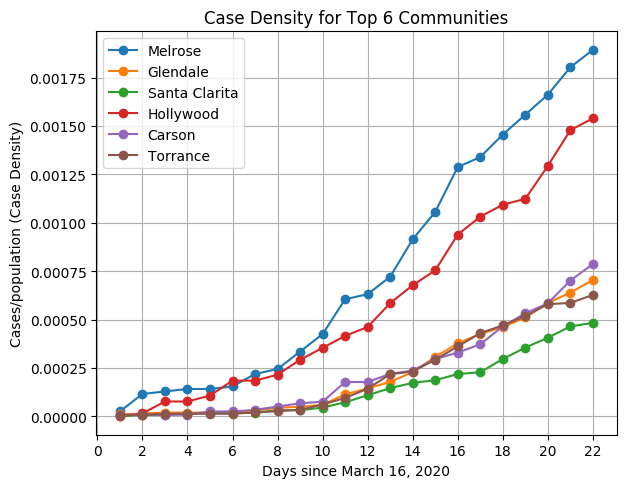 Case Density for Top 6 Communities
Melrose
Glendale
Santa Clarita
Hollywood
Carson
Torrance
Cases/population (Case Density)
0.00175
0.00150
0.00125
0.00100
0.00075
0.00050
0.00025
0.00000
0 2 4 6 8 10 12 14 16 18 20 22
Days since March 16, 2020